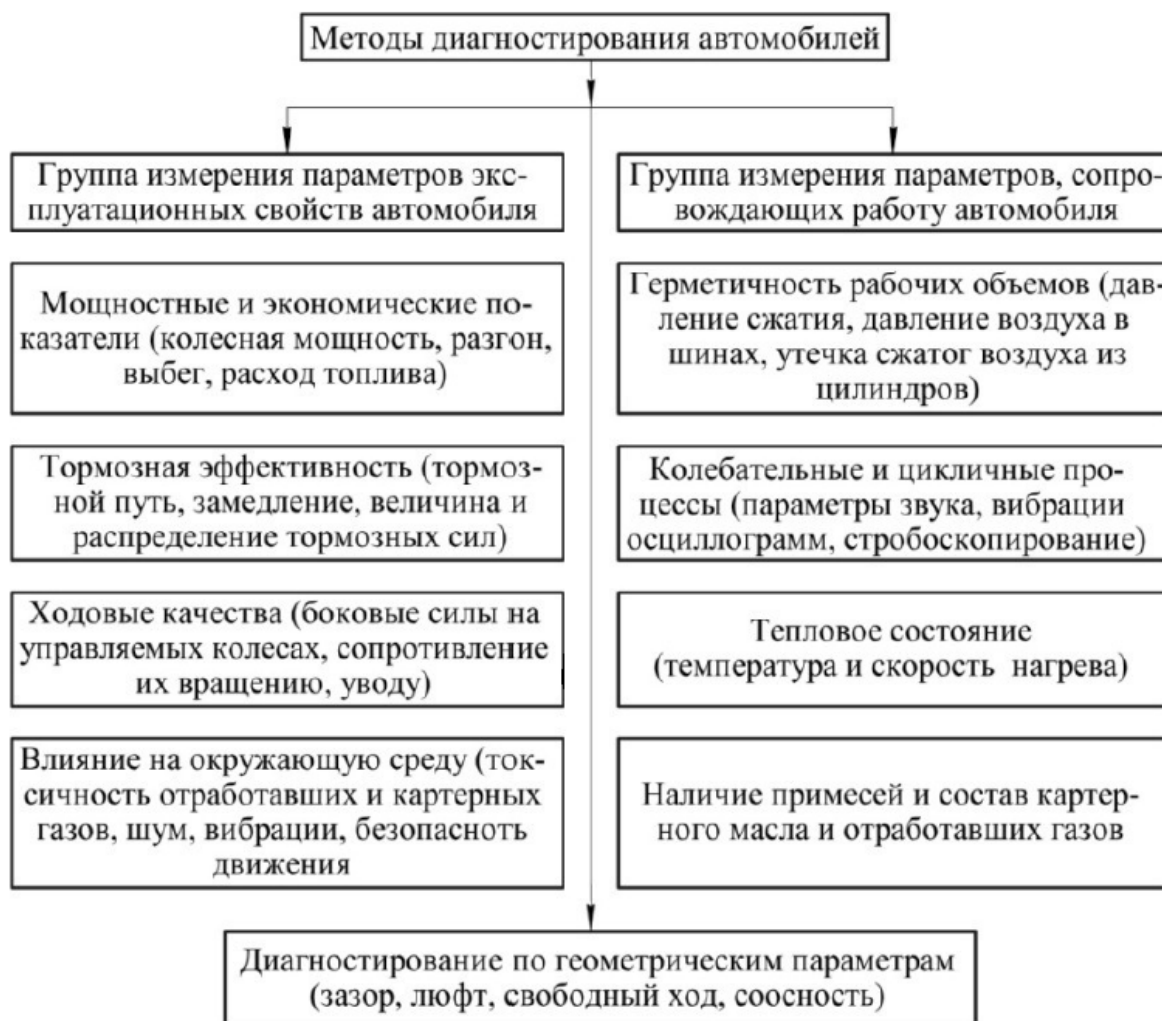 Методы диагностирования автомобилей
Группа измерения параметров экс-
плуатационных свойств автомобиля
Мощностные и экономические по-
казатели (колесная мощность, разгон,
выбег, расход топлива)
Тормозная эффективность (тормоз-
ной путь, замедление, величина и
распределение тормозных сил)
Ходовые качества (боковые силы на
управляемых колесах, сопротивление
их вращению, уводу)
Влияние на окружающую среду (ток-
сичность отработавших и картерных
газов, шум, вибрации, безопасноть
движения
Группа измерения параметров, сопро-
вождающих работу автомобиля
Герметичность рабочих объемов (дав-
ление сжатия, давление воздуха в
шинах, утечка сжатог воздуха из
цилиндров)
Колебательные и цикличные про-
цессы (параметры звука, вибрации
осциллограмм, стробоскопирование)
Тепловое состояние
(температура и скорость нагрева)
Наличие примесей и состав картер-
ного масла и отработавших газов
Диагностирование по геометрическим параметрам
(зазор, люфт, свободный ход, соосность)